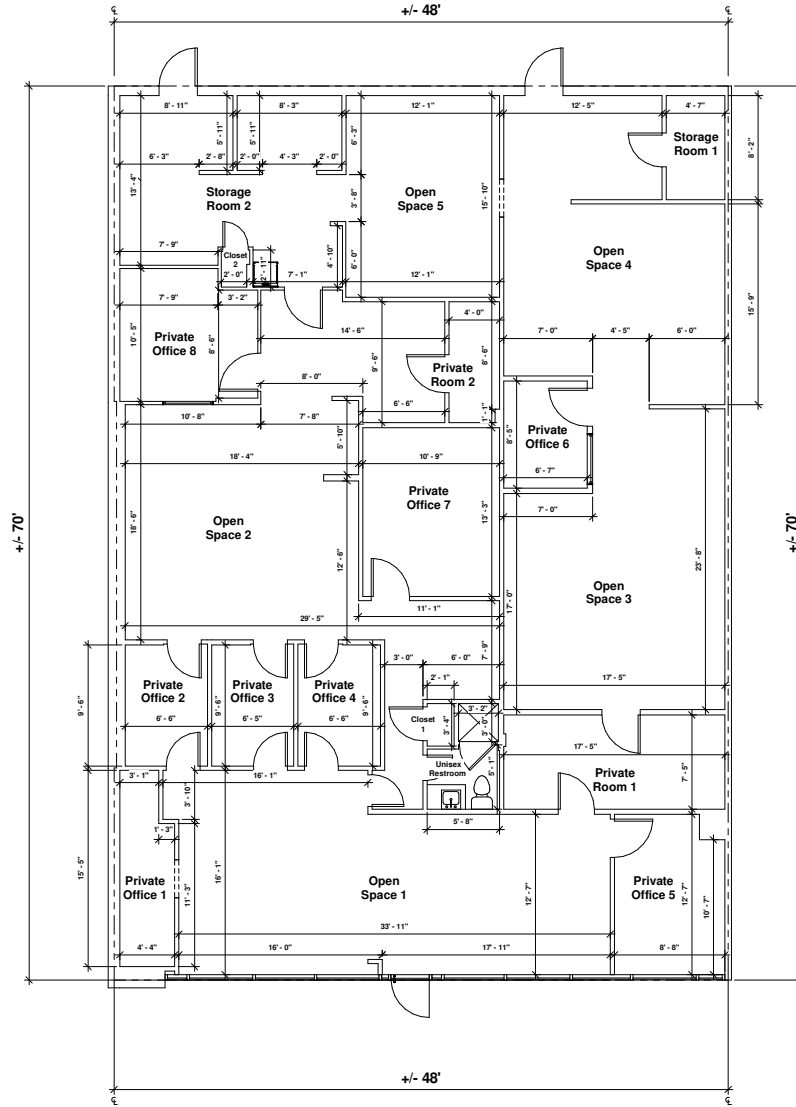 ℄
℄
+/- 48'
8' - 11"
8' - 3"
12' - 1"
12' - 5"
4' - 7"
5' - 11"
5' - 11"
6' - 3"
Storage
Room 1
8' - 2"
6' - 3"
2' - 8"
2' - 0"
4' - 3"
2' - 0"
13' - 4"
Storage
Room 2
3' - 8"
Open
Space 5
15' - 10"
Open
Space 4
7' - 9"
Closet
2
2' - 0"
2' - 11"
7' - 1"
4' - 10"
6' - 0"
12' - 1"
15' - 9"
7' - 9"
3' - 2"
10' - 5"
Private
Office 8
8' - 6"
14' - 6"
4' - 0"
9' - 6"
8' - 6"
Private
Room 2
7' - 0"
4' - 5"
6' - 0"
8' - 0"
6' - 6"
1' - 1"
10' - 8"
7' - 8"
5' - 10"
8' - 5"
Private
Office 6
6' - 7"
18' - 4"
10' - 9"
Private
Office 7
13' - 3"
7' - 0"
18' - 6"
Open
Space 2
12' - 6"
+/- 70'
+/- 70'
23' - 8"
Open
Space 3
17' - 0"
11' - 1"
29' - 5"
3' - 0"
6' - 0"
7' - 9"
17' - 5"
9' - 6"
Private
Office 2
Private
Office 3
Private
Office 4
9' - 6"
9' - 6"
6' - 6"
6' - 5"
6' - 6"
2' - 1"
3' - 2"
Closet
1
3' - 4"
3' - 0"
17' - 5"
Unisex
Restroom
5' - 1"
Private
Room 1
7' - 5"
3' - 1"
16' - 1"
3' - 10"
1' - 3"
5' - 8"
15' - 5"
Private
Office 1
11' - 3"
16' - 1"
Open
Space 1
12' - 7"
Private
Office 5
12' - 7"
10' - 7"
33' - 11"
4' - 4"
16' - 0"
17' - 11"
8' - 8"
+/- 48'
℄
℄